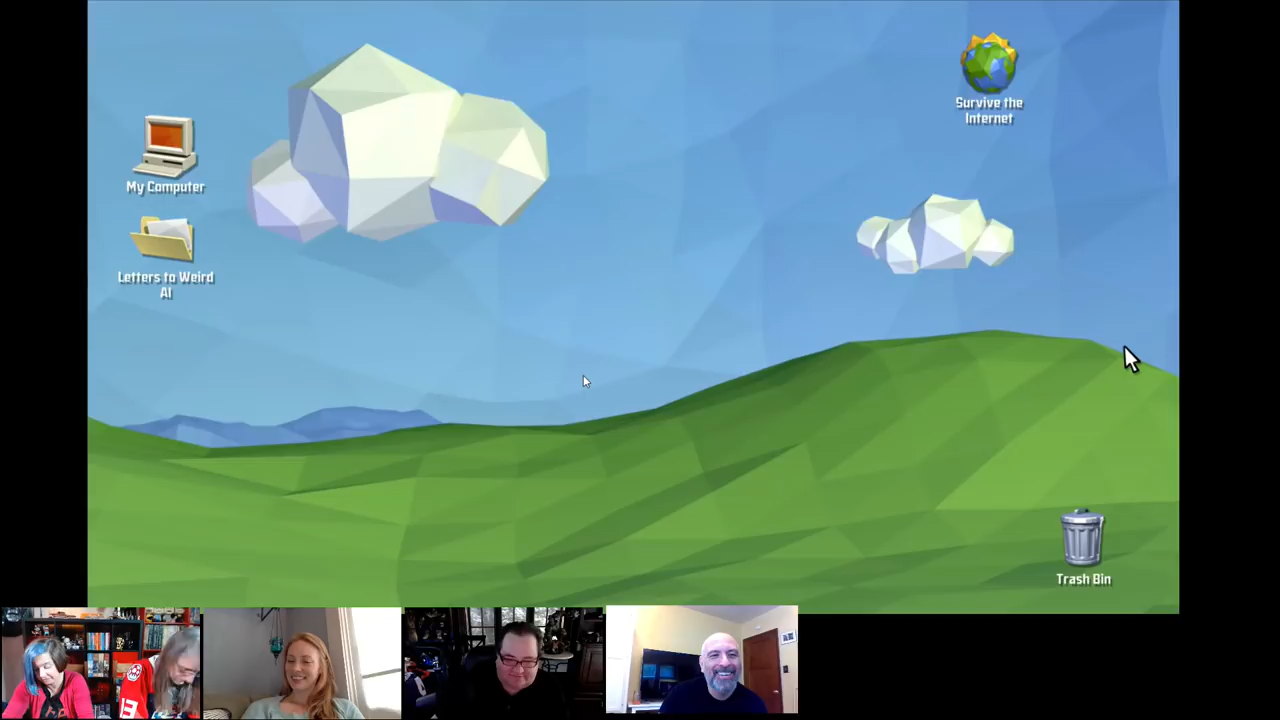 My Computer
Letters to Weird
Al
Survive the
Internet
Trash Bin